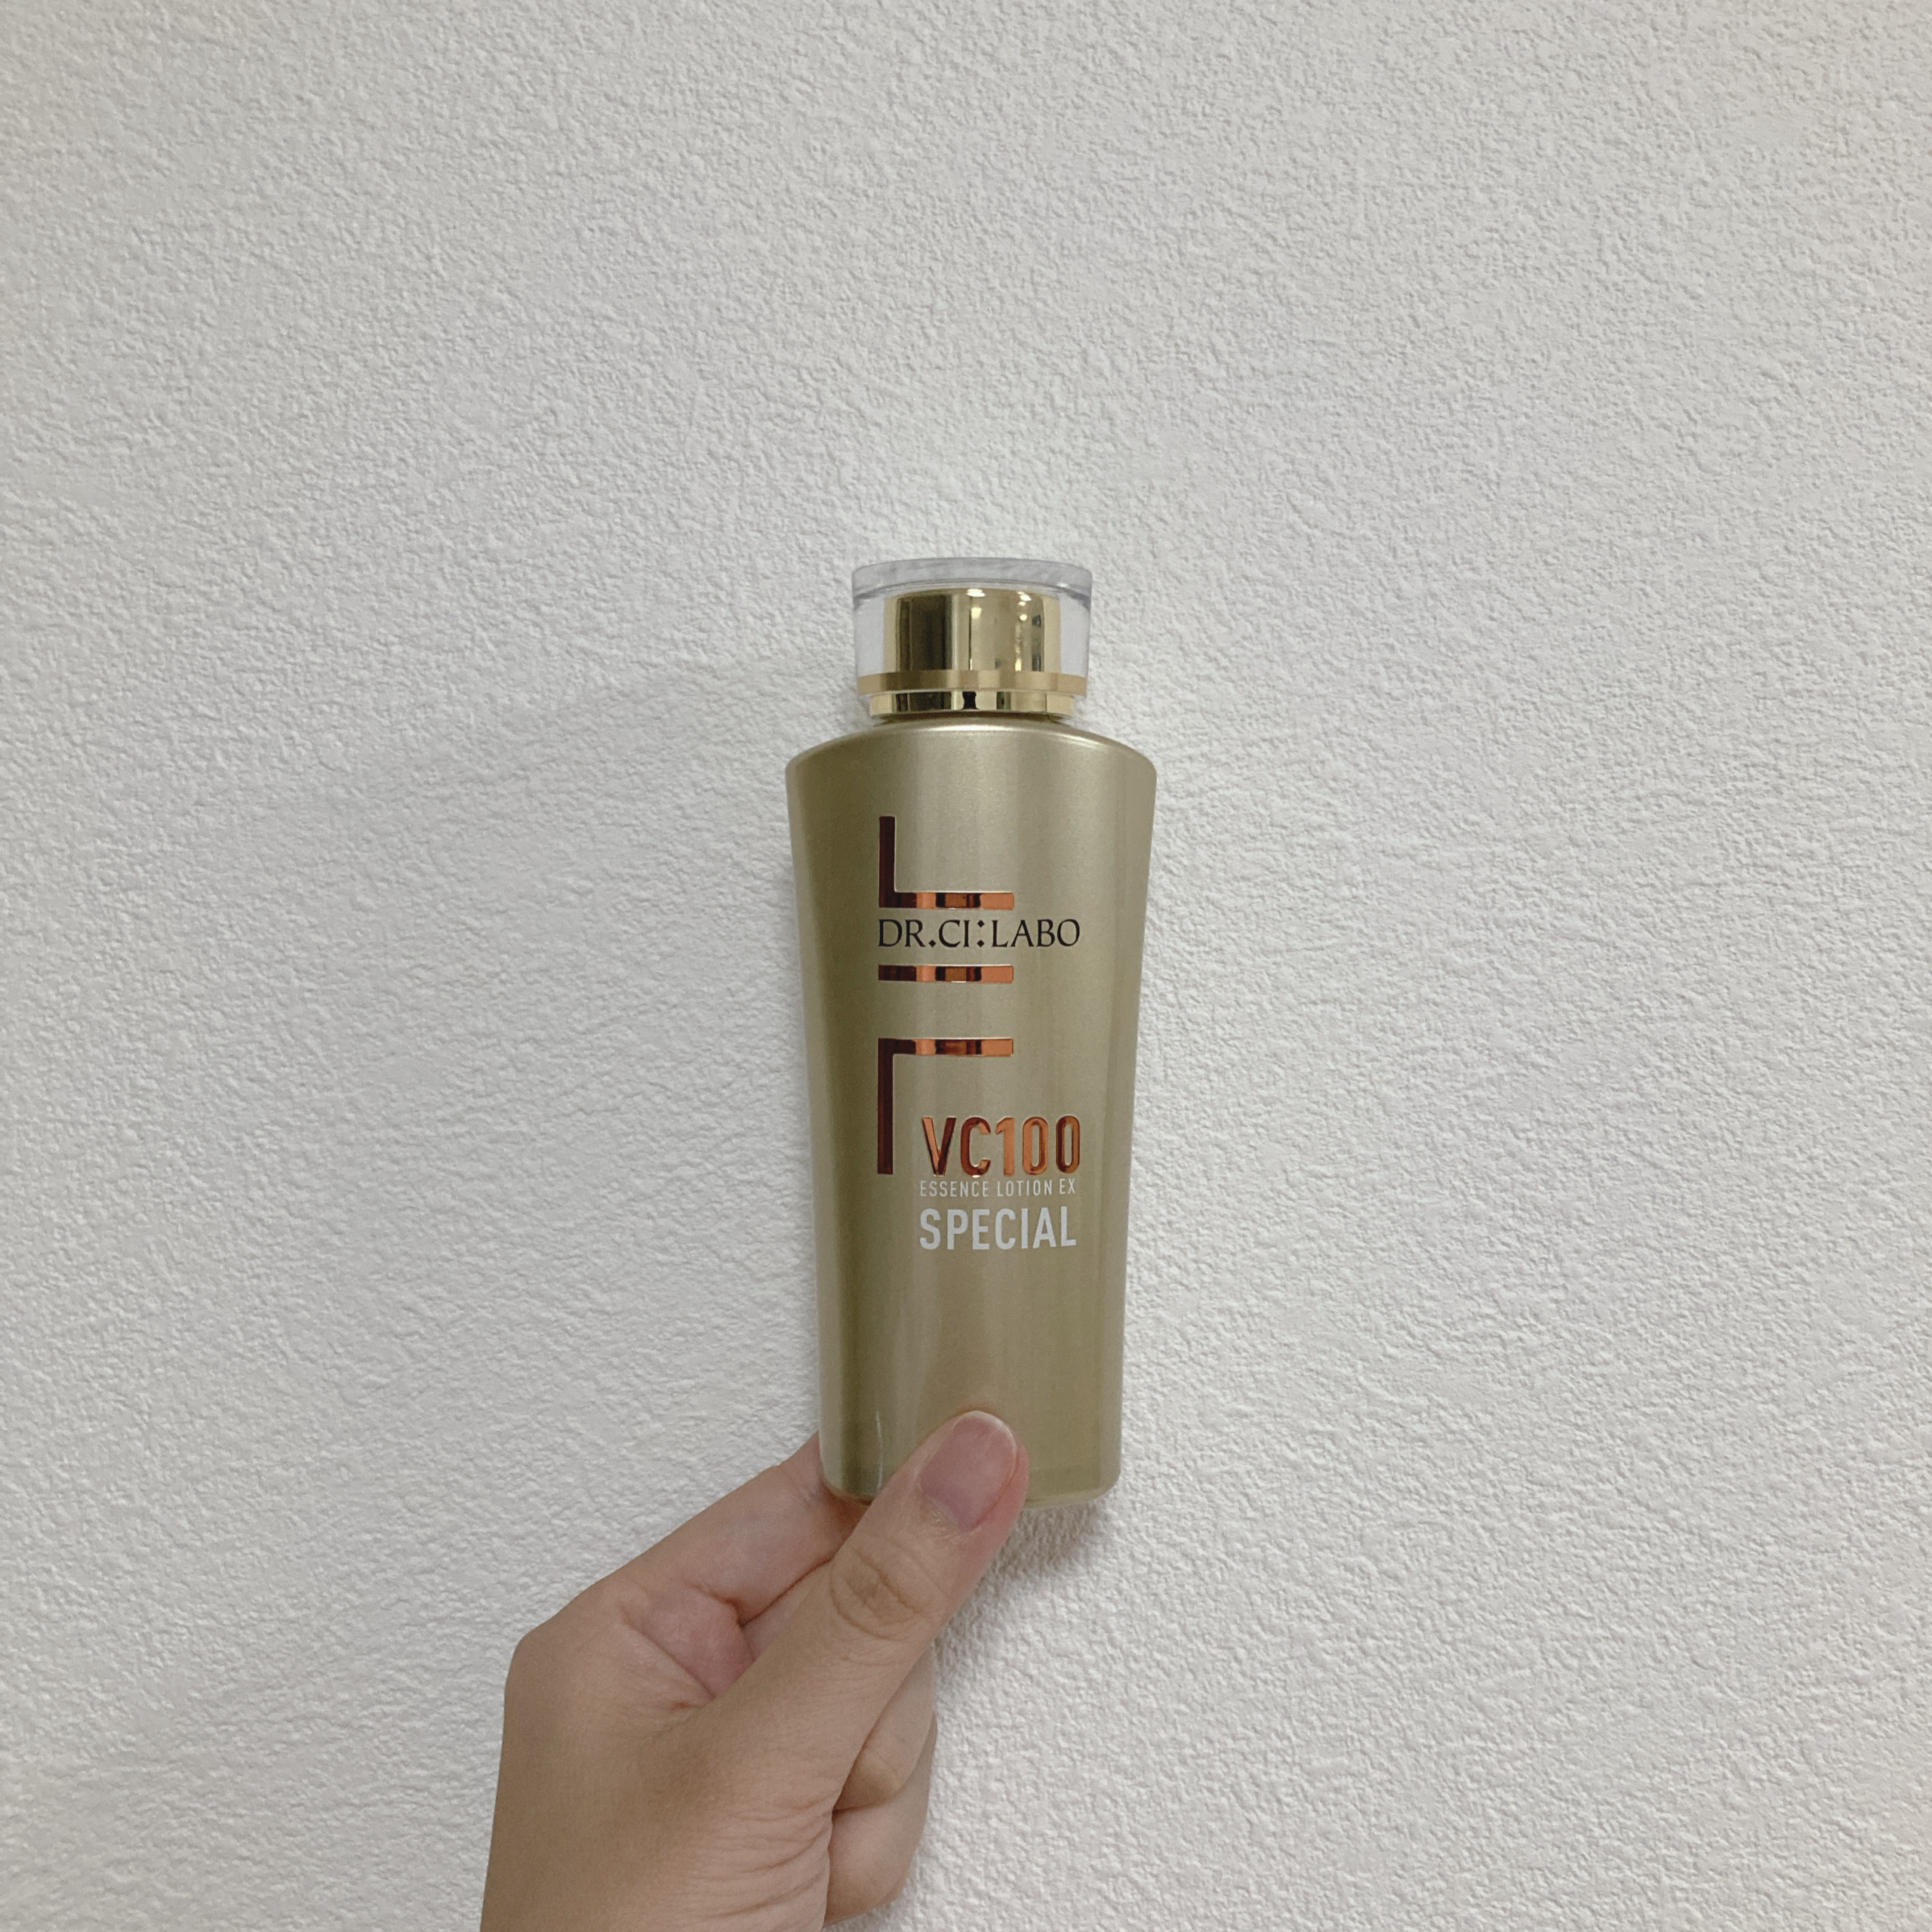 DR.CI:LABO
VC100
ESSENCE LOTION EX
SPECIAL